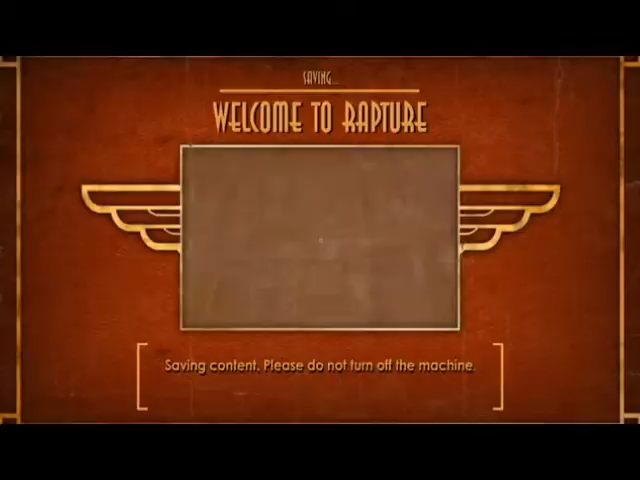 SAVING...
WELCOME TO RAPTURE
Saving content. Please do not turn off the machine.